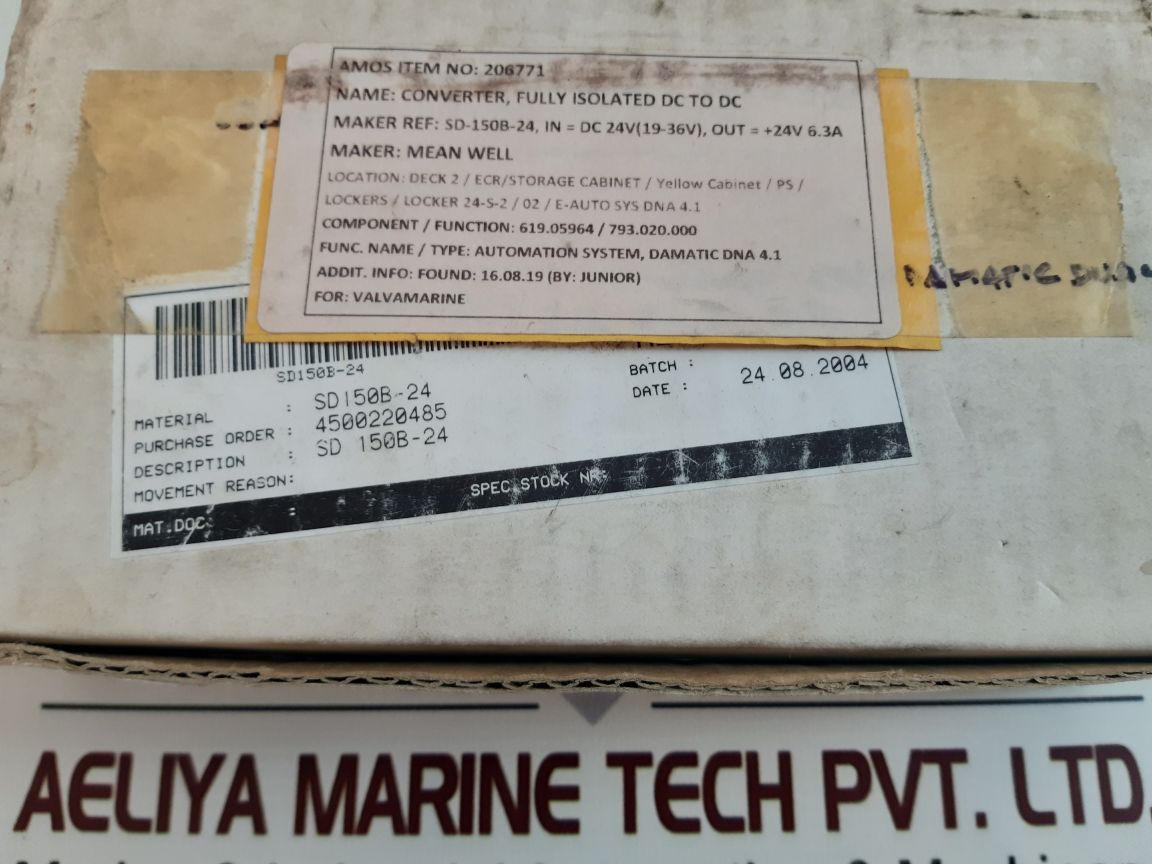 AMOS ITEM NO: 206771
NAME: CONVERTER, FULLY ISOLATED DC TO DC
MAKER REF: SD-150B-24, IN = DC 24V(19-36V), OUT = +24V 6.3A
MAKER: MEAN WELL
LOCATION: DECK 2 / ECR/STORAGE CABINET / Yellow Cabinet / PS /
LOCKERS / LOCKER 24-S-2 / 02 / E-AUTO SYS DNA 4.1
COMPONENT / FUNCTION: 619.05964 / 793.020.000
FUNC. NAME / TYPE: AUTOMATION SYSTEM, DAMATIC DNA 4.1
ADDIT. INFO: FOUND: 16.08.19 (BY: JUNIOR)
FOR: VALVAMARINE
DAMATIC
SD150B-24
MATERIAL : SD150B-24
PURCHASE ORDER : 4500220485
DESCRIPTION : SD 150B-24
MOVEMENT REASON:
BATCH :
DATE : 24.08.2004
MAT.DOC. : SPEC.STOCK NR.
AELIYA MARINE TECH PVT. LTD.